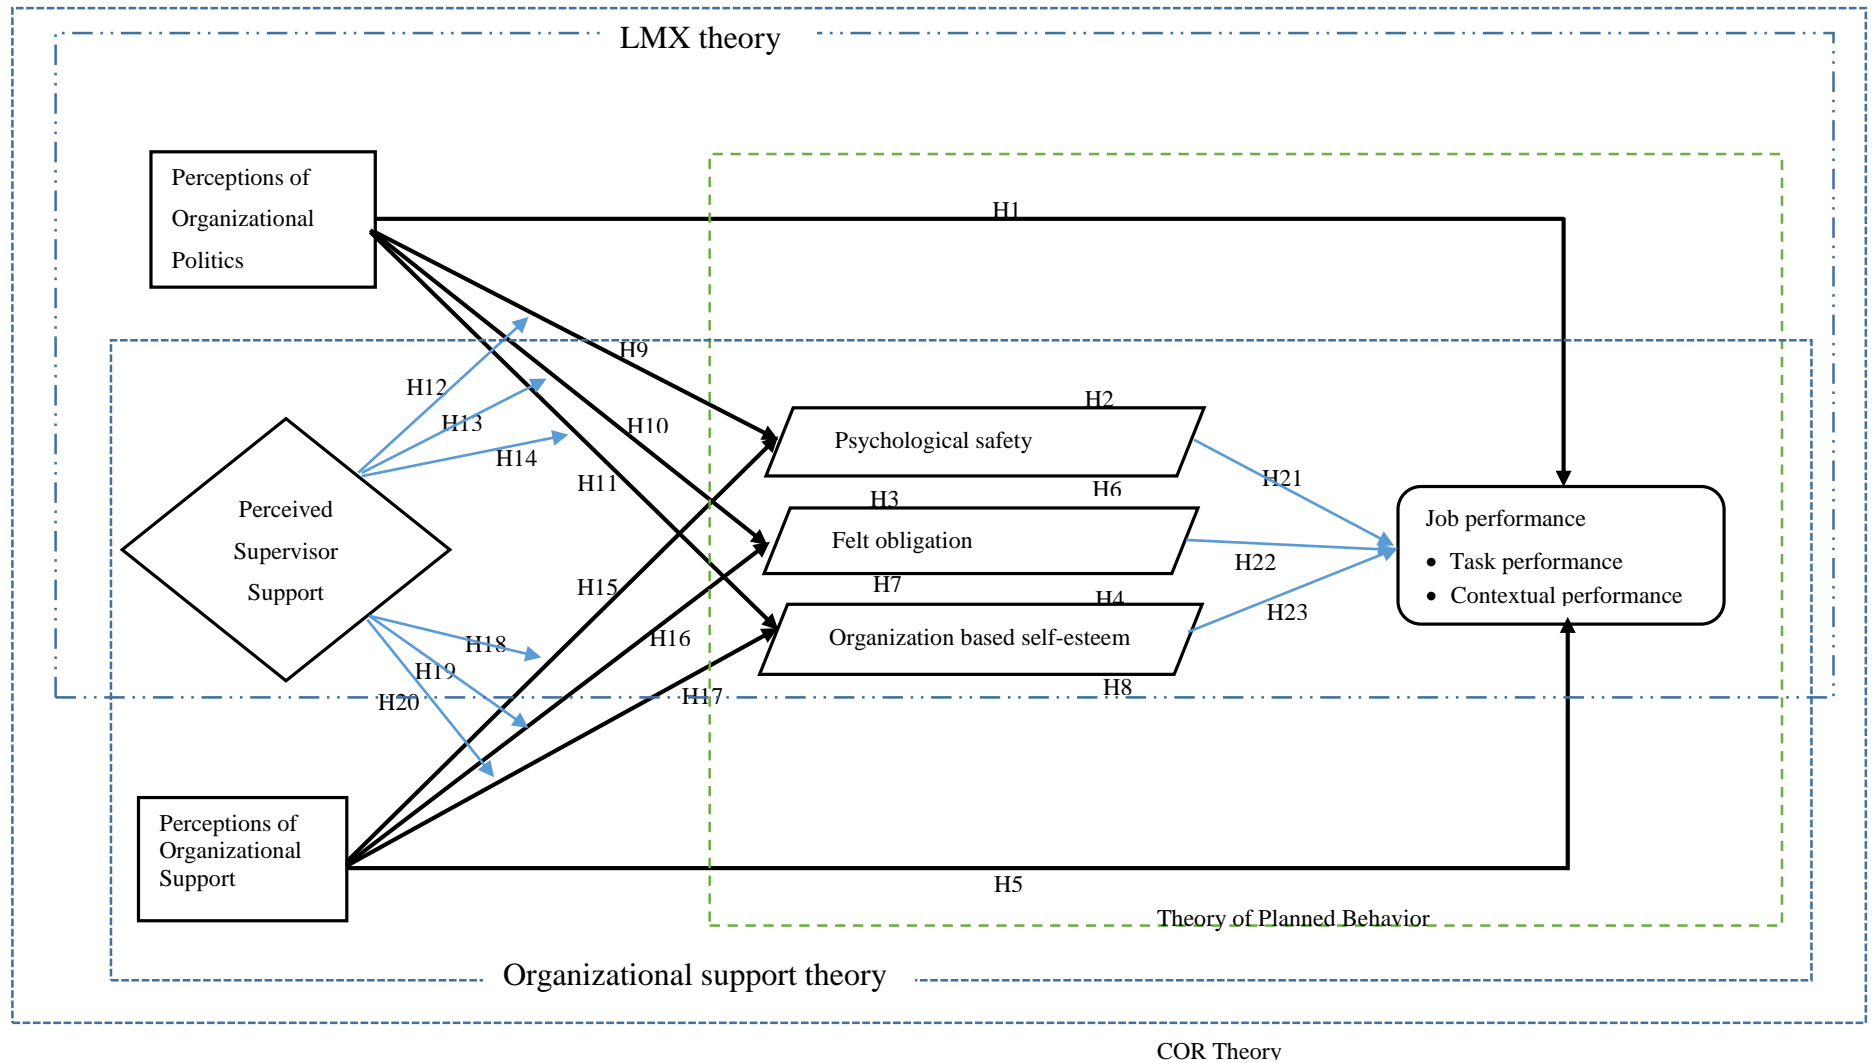 LMX theory
Perceptions of
Organizational
Politics
H1
H9
H12
H2
H13
H10
Psychological safety
H14
H21
H11
H6
H3
Perceived
Supervisor
Support
Felt obligation
Job performance
• Task performance
• Contextual performance
H22
H15
H7
H4
H23
H18
H16
Organization based self-esteem
H19
H20
H17
H8
Perceptions of
Organizational
Support
H5
Theory of Planned Behavior
Organizational support theory
COR Theory